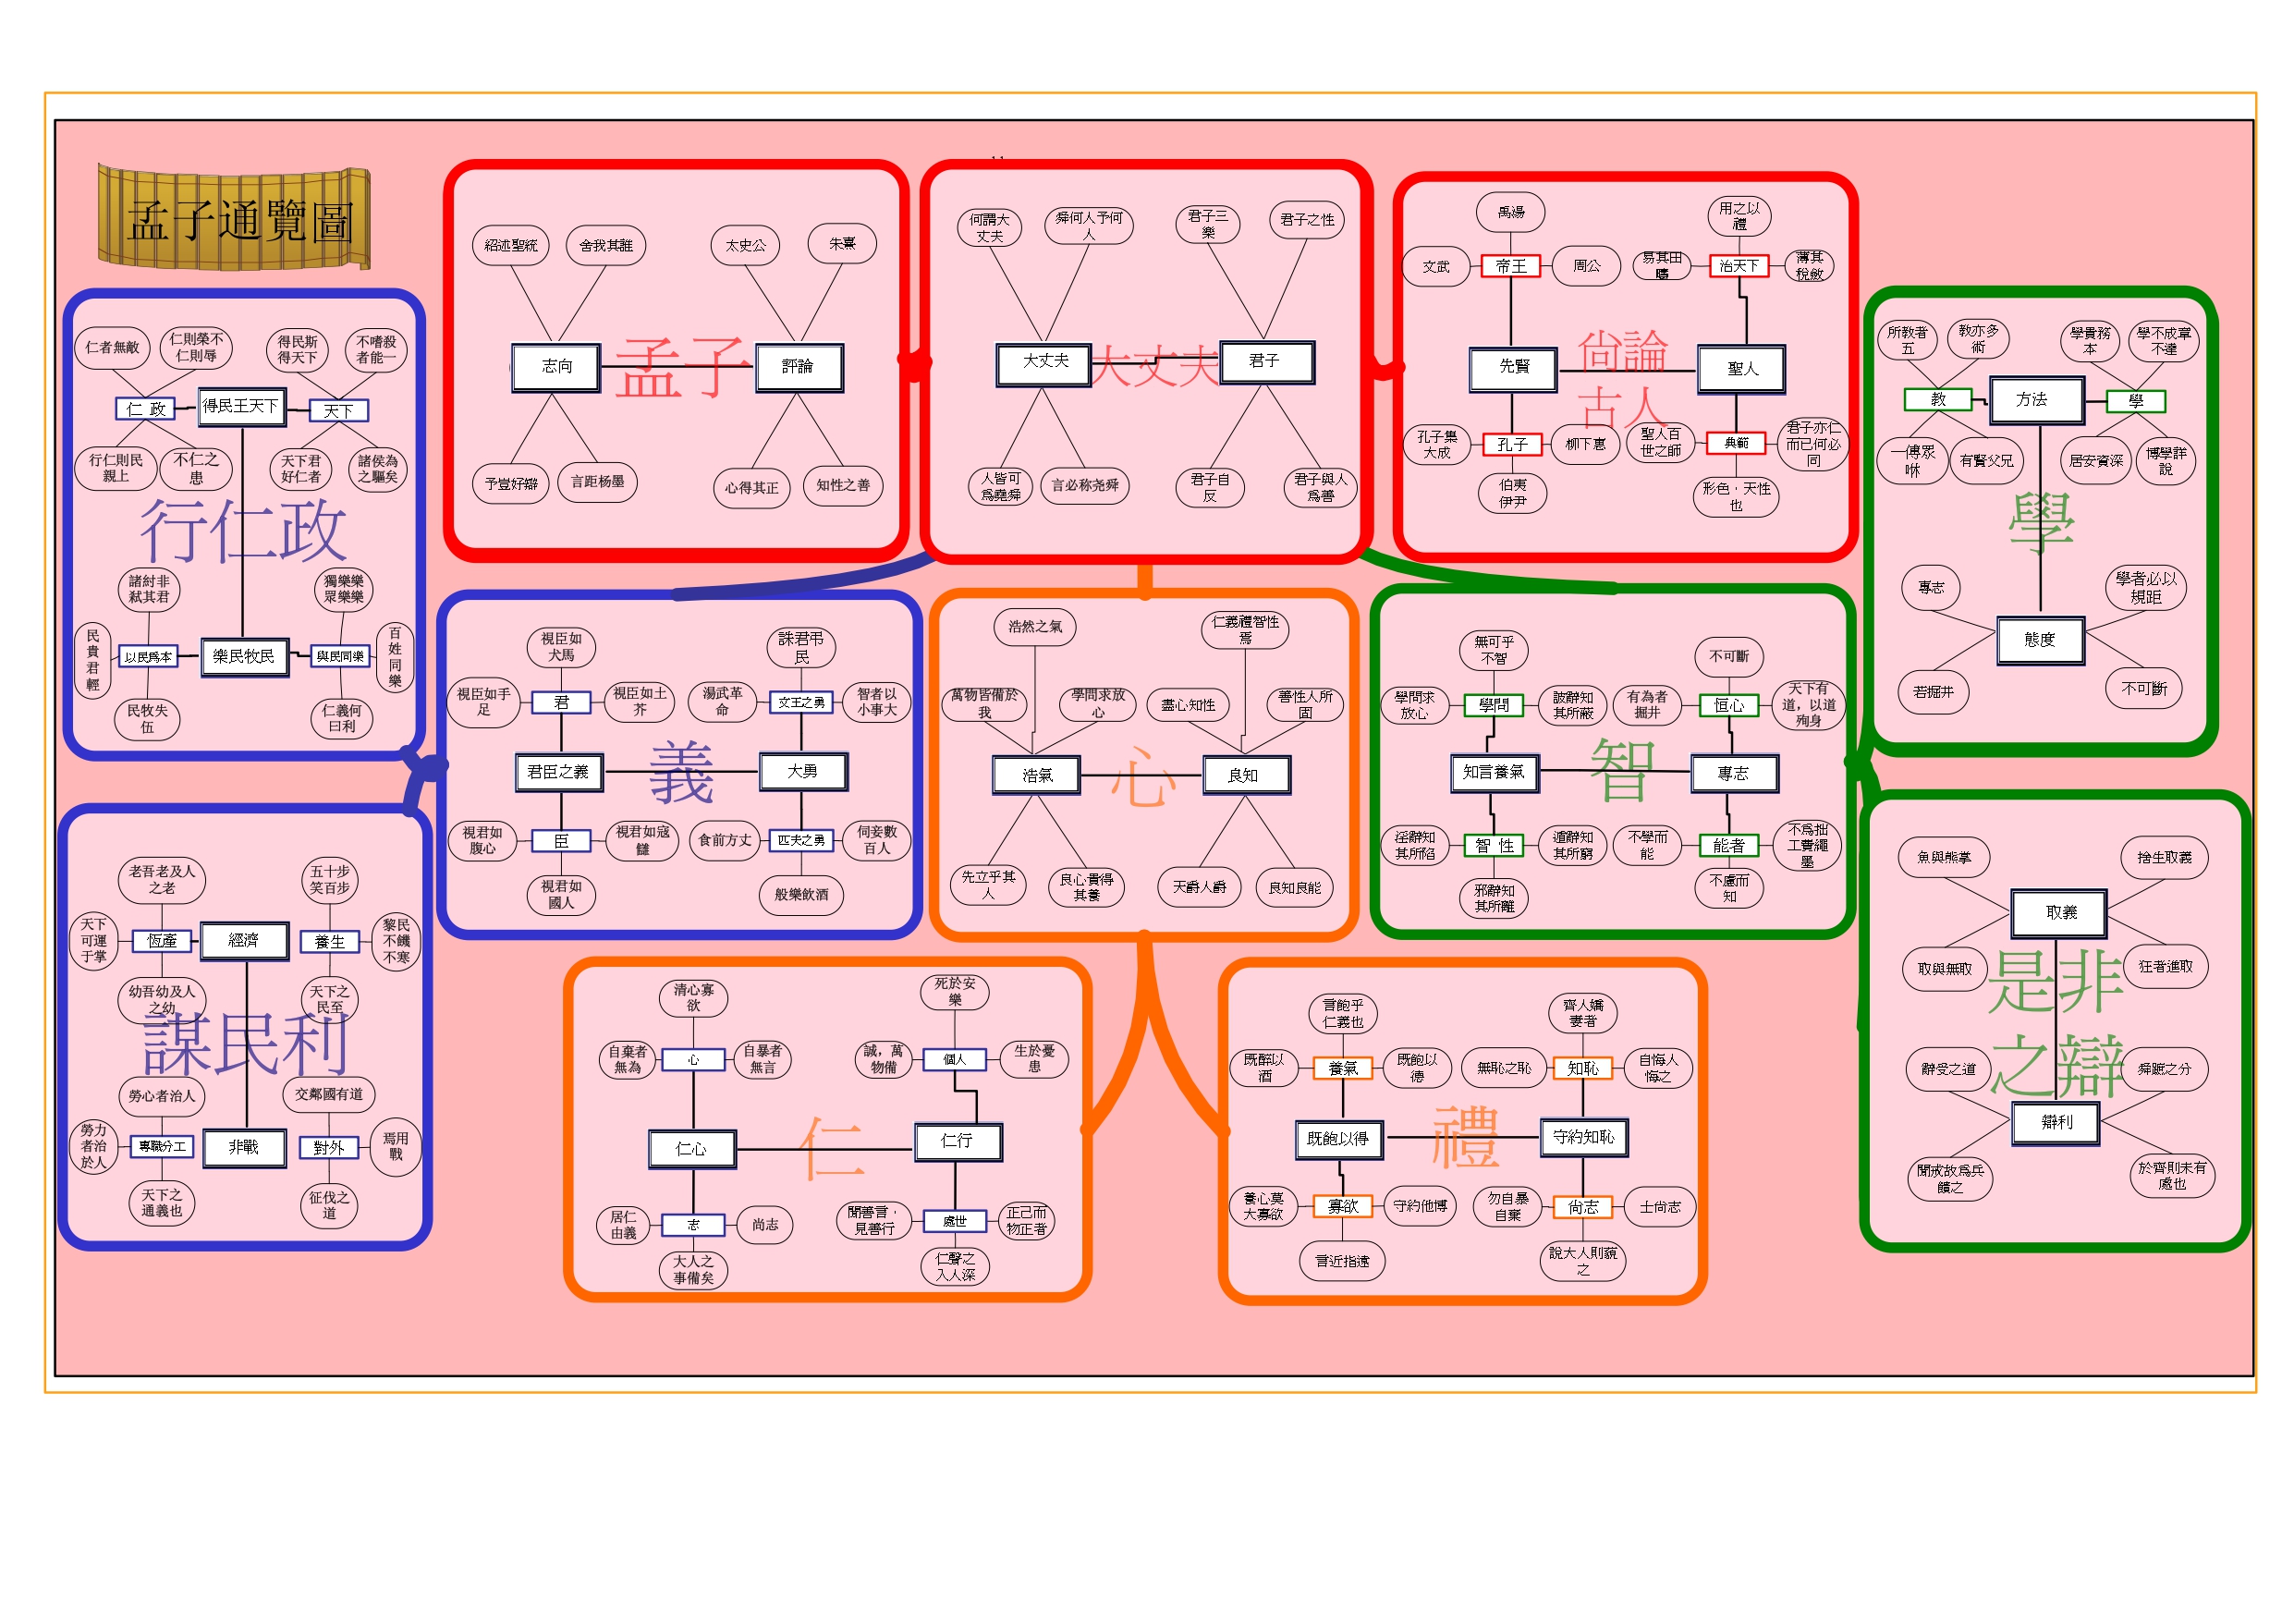 孟子通覽圖
紹述聖統
舍我其誰
太史公
朱熹
志向
孟子
評論
予豈好辯
言距杨墨
心得其正
知性之善
何謂大
丈夫
舜何人予何
人
君子三
樂
君子之性
大丈夫
大丈夫
君子
人皆可
爲堯舜
言必称尧舜
君子自
反
君子與人
爲善
禹湯
文武
帝王
周公
用之以
禮
易其田
疇
治天下
薄其
稅斂
先賢
尙論
古人
聖人
孔子集
大成
孔子
柳下惠
伯夷
伊尹
聖人百
世之師
典範
君子亦仁
而已何必
同
形色，天性
也
仁者無敵
仁則榮不
仁則辱
得民斯
得天下
不嗜殺
者能一
仁 政
得民王天下
天下
行仁則民
親上
不仁之
患
天下君
好仁者
諸侯為
之驅矣
行仁政
諸紂非
弑其君
獨樂樂
眾樂樂
民
貴
君
輕
以民爲本
樂民牧民
與民同樂
百
姓
同
樂
民牧失
伍
仁義何
曰利
所教者
五
教亦多
術
學貴務
本
學不成章
不達
教
方法
學
一傅眾
咻
有賢父兄
居安資深
博學詳
說
學
專志
學者必以
規距
態度
若掘井
不可斷
視臣如
犬馬
視臣如手
足
君
視臣如土
芥
誅君弔
民
湯武革
命
文王之勇
智者以
小事大
君臣之義
義
大勇
視君如
腹心
臣
視君如寇
讎
視君如
國人
食前方丈
匹夫之勇
侍妾數
百人
般樂飲酒
浩然之氣
仁義禮智性
焉
萬物皆備於
我
學問求放
心
盡心知性
善性人所
固
浩氣
心
良知
先立乎其
人
良心貴得
其養
天爵人爵
良知良能
無可乎
不智
學問求
放心
學問
詖辭知
其所蔽
不可斷
有為者
掘井
恒心
天下有
道，以道
殉身
知言養氣
智
專志
淫辭知
其所陷
智 性
遁辭知
其所窮
邪辭知
其所離
不學而
能
能者
不爲拙
工費繩
墨
不慮而
知
老吾老及人
之老
五十步
笑百步
天下
可運
于掌
恆產
經濟
養生
黎民
不饑
不寒
幼吾幼及人
之幼
天下之
民至
謀民利
勞心者治人
交鄰國有道
勞力
者治
於人
專職分工
非戰
對外
焉用
戰
天下之
通義也
征伐之
道
清心寡
欲
自棄者
無為
心
自暴者
無言
死於安
樂
誠，萬
物備
個人
生於憂
患
仁心
仁
仁行
居仁
由義
志
尚志
大人之
事備矣
聞善言，
見善行
處世
正己而
物正者
仁聲之
入人深
言飽乎
仁義也
既醉以
酒
養氣
既飽以
德
齊人嬌
妻者
無恥之恥
知恥
自悔人
悔之
既飽以得
禮
守約知恥
養心莫
大寡欲
寡欲
守約他博
言近指遠
勿自暴
自棄
尚志
士尚志
說大人則藐
之
魚與熊掌
捨生取義
取義
取與無取
狂者進取
是非
之辯
辭受之道
舜蹠之分
辯利
聞戒故爲兵
餽之
於齊則未有
處也